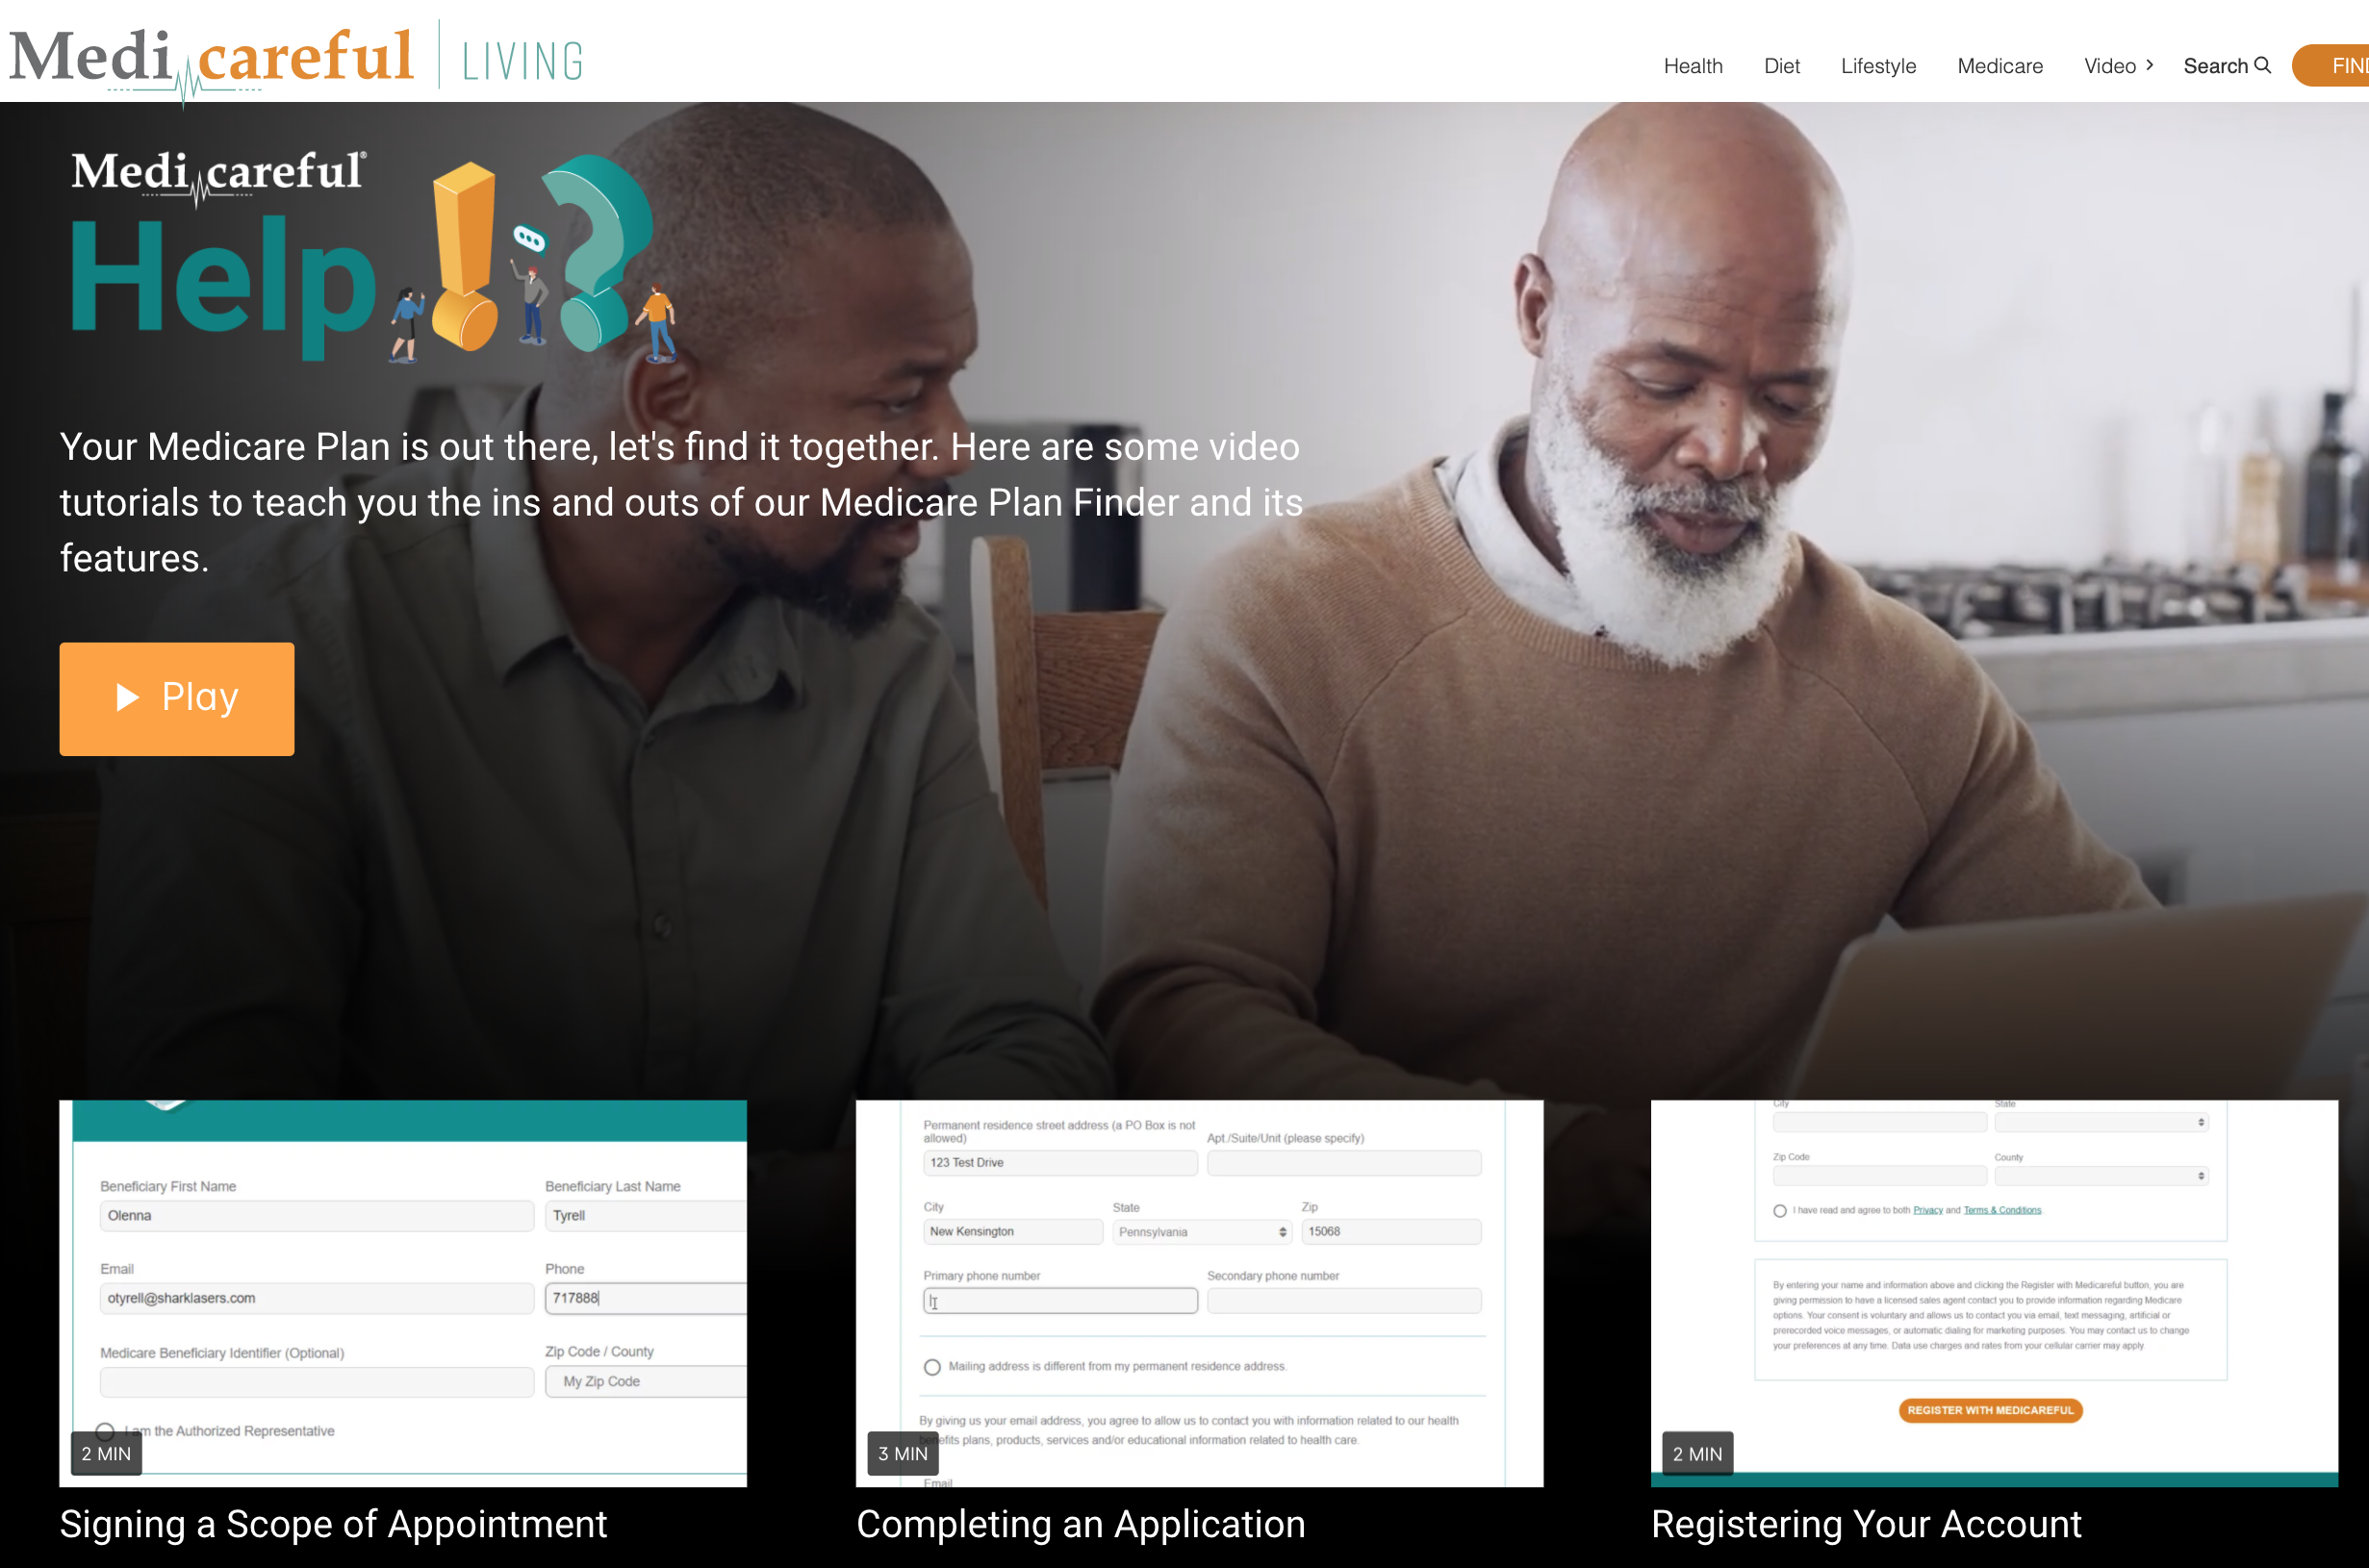 Medicareful LIVING
Health Diet Lifestyle Medicare Video Search FIND
Medicareful®
Help!?
Your Medicare Plan is out there, let's find it together. Here are some video
tutorials to teach you the ins and outs of our Medicare Plan Finder and its
features.
Play
Beneficiary First Name Beneficiary Last Name
Olenna Tyrell
Email Phone
otyrell@sharklasers.com 717888
Medicare Beneficiary Identifier (Optional) Zip Code / County
My Zip Code
I am the Authorized Representative
2 MIN
Signing a Scope of Appointment
Permanent residence street address (a PO Box is not
allowed) Apt./Suite/Unit (please specify)
123 Test Drive
City State Zip
New Kensington Pennsylvania 15068
Primary phone number Secondary phone number
Mailing address is different from my permanent residence address.
By giving us your email address, you agree to allow us to contact you with information related to our health
benefits plans, products, services and/or educational information related to health care.
Email
3 MIN
Completing an Application
City State
Zip Code County
I have read and agree to both Privacy and Terms & Conditions
By entering your name and information above and clicking the Register with Medicareful button, you are
giving permission to have a licensed sales agent contact you to provide information regarding Medicare
options. Your consent is voluntary and allows us to contact you via email, text messaging, artificial or
prerecorded voice messages, or automatic dialing for marketing purposes. You may contact us to change
your preferences at any time. Data use charges and rates from your cellular carrier may apply.
REGISTER WITH MEDICAREFUL
2 MIN
Registering Your Account